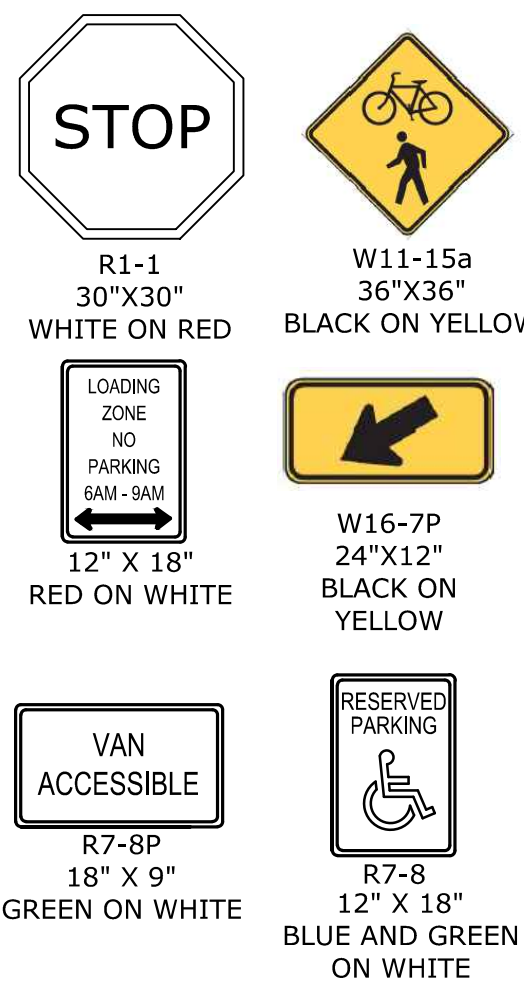 STOP
R1-1
30"X30"
WHITE ON RED
W11-15a
36"X36"
BLACK ON YELLOW
LOADING
ZONE
NO
PARKING
6AM - 9AM
12" X 18"
RED ON WHITE
W16-7P
24"X12"
BLACK ON
YELLOW
VAN
ACCESSIBLE
R7-8P
18" X 9"
GREEN ON WHITE
RESERVED
PARKING
R7-8
12" X 18"
BLUE AND GREEN
ON WHITE